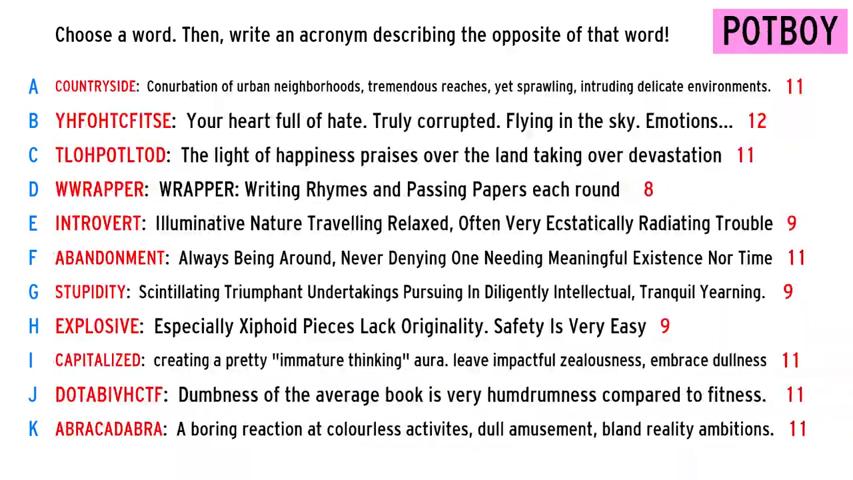 Choose a word. Then, write an acronym describing the opposite of that word!
POTBOY
A COUNTRYSIDE: Conurbation of urban neighborhoods, tremendous reaches, yet sprawling, intruding delicate environments. 11
B YHFOHTCFITSE: Your heart full of hate. Truly corrupted. Flying in the sky. Emotions... 12
C TLOHPOTLTOD: The light of happiness praises over the land taking over devastation 11
D WWRAPPER: WRAPPER: Writing Rhymes and Passing Papers each round 8
E INTROVERT: Illuminative Nature Travelling Relaxed, Often Very Ecstatically Radiating Trouble 9
F ABANDONMENT: Always Being Around, Never Denying One Needing Meaningful Existence Nor Time 11
G STUPIDITY: Scintillating Triumphant Undertakings Pursuing In Diligently Intellectual, Tranquil Yearning. 9
H EXPLOSIVE: Especially Xiphoid Pieces Lack Originality. Safety Is Very Easy 9
I CAPITALIZED: creating a pretty "immature thinking" aura. leave impactful zealousness, embrace dullness 11
J DOTABIVHCTF: Dumbness of the average book is very humdrumness compared to fitness. 11
K ABRACADABRA: A boring reaction at colourless activites, dull amusement, bland reality ambitions. 11